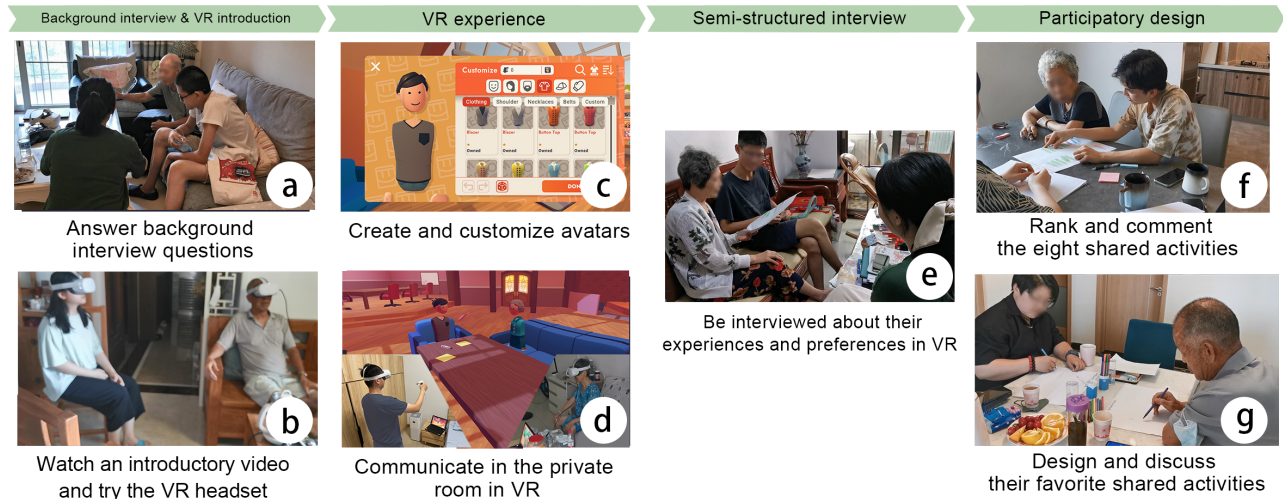 Background interview & VR introduction
VR experience
Semi-structured interview
Participatory design
a
Answer background
interview questions
b
Watch an introductory video
and try the VR headset
Customize
0
Clothing Shoulder Necklaces Belts Custom
Blazer Blazer Button Top
Owned Owned Owned
DON
c
Create and customize avatars
d
Communicate in the private
room in VR
e
Be interviewed about their
experiences and preferences in VR
f
Rank and comment
the eight shared activities
g
Design and discuss
their favorite shared activities